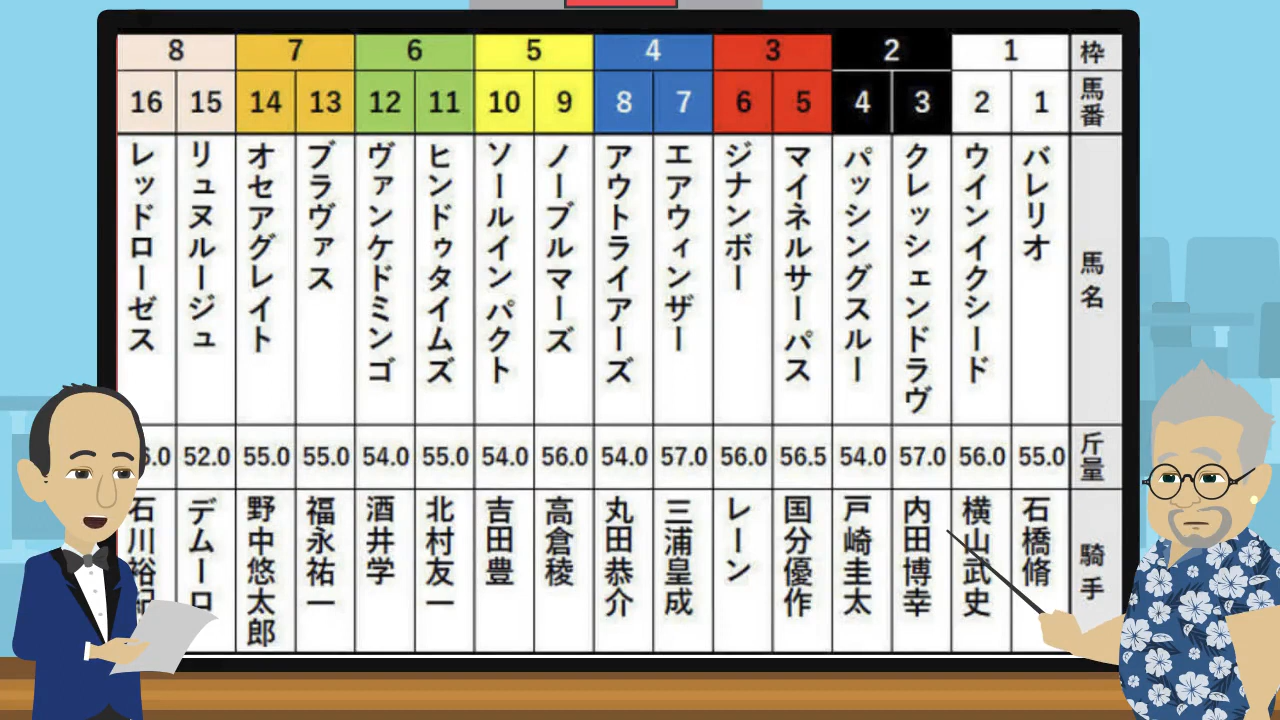 枠 1 2 3 4 5 6 7 8
馬番 1 2 3 4 5 6 7 8 9 10 11 12 13 14 15 16
馬名
バレリオ
ウインイクシード
クレッシェンドラヴ
パッシングスルー
マイネルサーパス
ジナンボー
エアウィンザー
アウトライアーズ
ノーブルマーズ
ソールインパクト
ヒンドゥタイムズ
ヴァンケドミンゴ
ブラヴァス
オセアグレイト
リュヌルージュ
レッドローゼス
斤量 55.0 56.0 57.0 54.0 56.5 56.0 57.0 54.0 56.0 54.0 55.0 54.0 55.0 55.0 52.0
騎手
石橋脩
横山武史
内田博幸
戸崎圭太
国分優作
レーン
三浦皇成
丸田恭介
高倉稜
吉田豊
北村友一
酒井学
福永祐一
野中悠太郎
デムーロ
石川裕紀